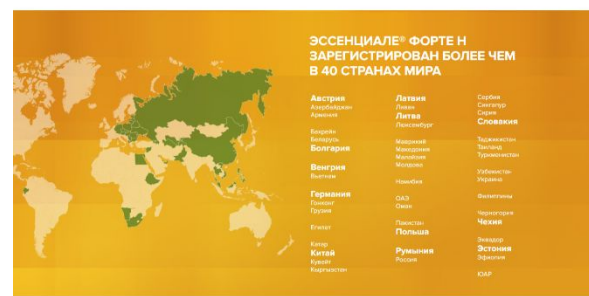 ЭССЕНЦИАЛЕ® ФОРТЕ Н
ЗАРЕГИСТРИРОВАН БОЛЕЕ ЧЕМ
В 40 СТРАНАХ МИРА
Австрия
Азербайджан
Армения
Бахрейн
Беларусь
Болгария
Венгрия
Вьетнам
Германия
Гонконг
Грузия
Египет
Катар
Китай
Кувейт
Кыргызстан
Латвия
Ливан
Литва
Люксембург
Маврикий
Македония
Малайзия
Молдова
Намибия
ОАЭ
Оман
Пакистан
Польша
Румыния
Россия
Сербия
Сингапур
Сирия
Словакия
Таджикистан
Таиланд
Туркменистан
Узбекистан
Украина
Филиппины
Черногория
Чехия
Эквадор
Эстония
Эфиопия
ЮАР